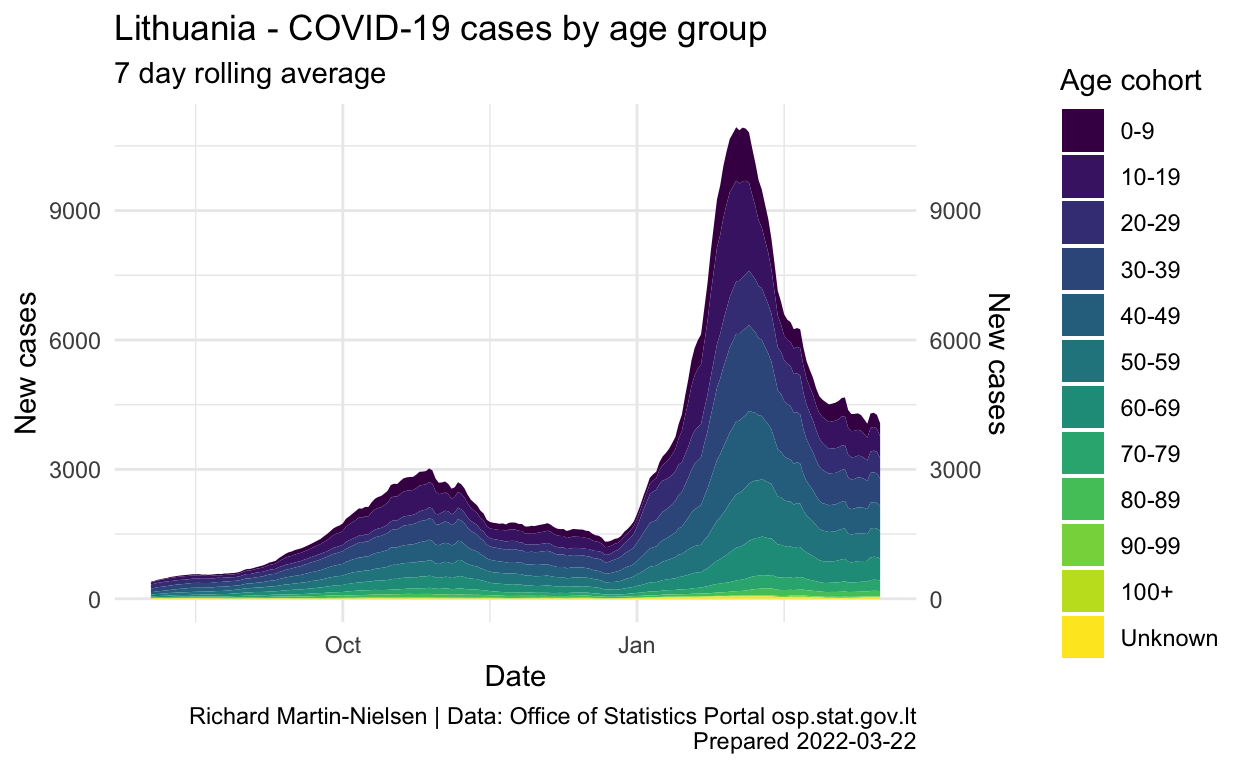 Lithuania - COVID-19 cases by age group
7 day rolling average
Age cohort
0-9
10-19
20-29
30-39
40-49
50-59
60-69
70-79
80-89
90-99
100+
Unknown
New cases
9000
6000
3000
0
9000
6000
3000
0
New cases
Oct
Jan
Date
Richard Martin-Nielsen | Data: Office of Statistics Portal osp.stat.gov.lt
Prepared 2022-03-22